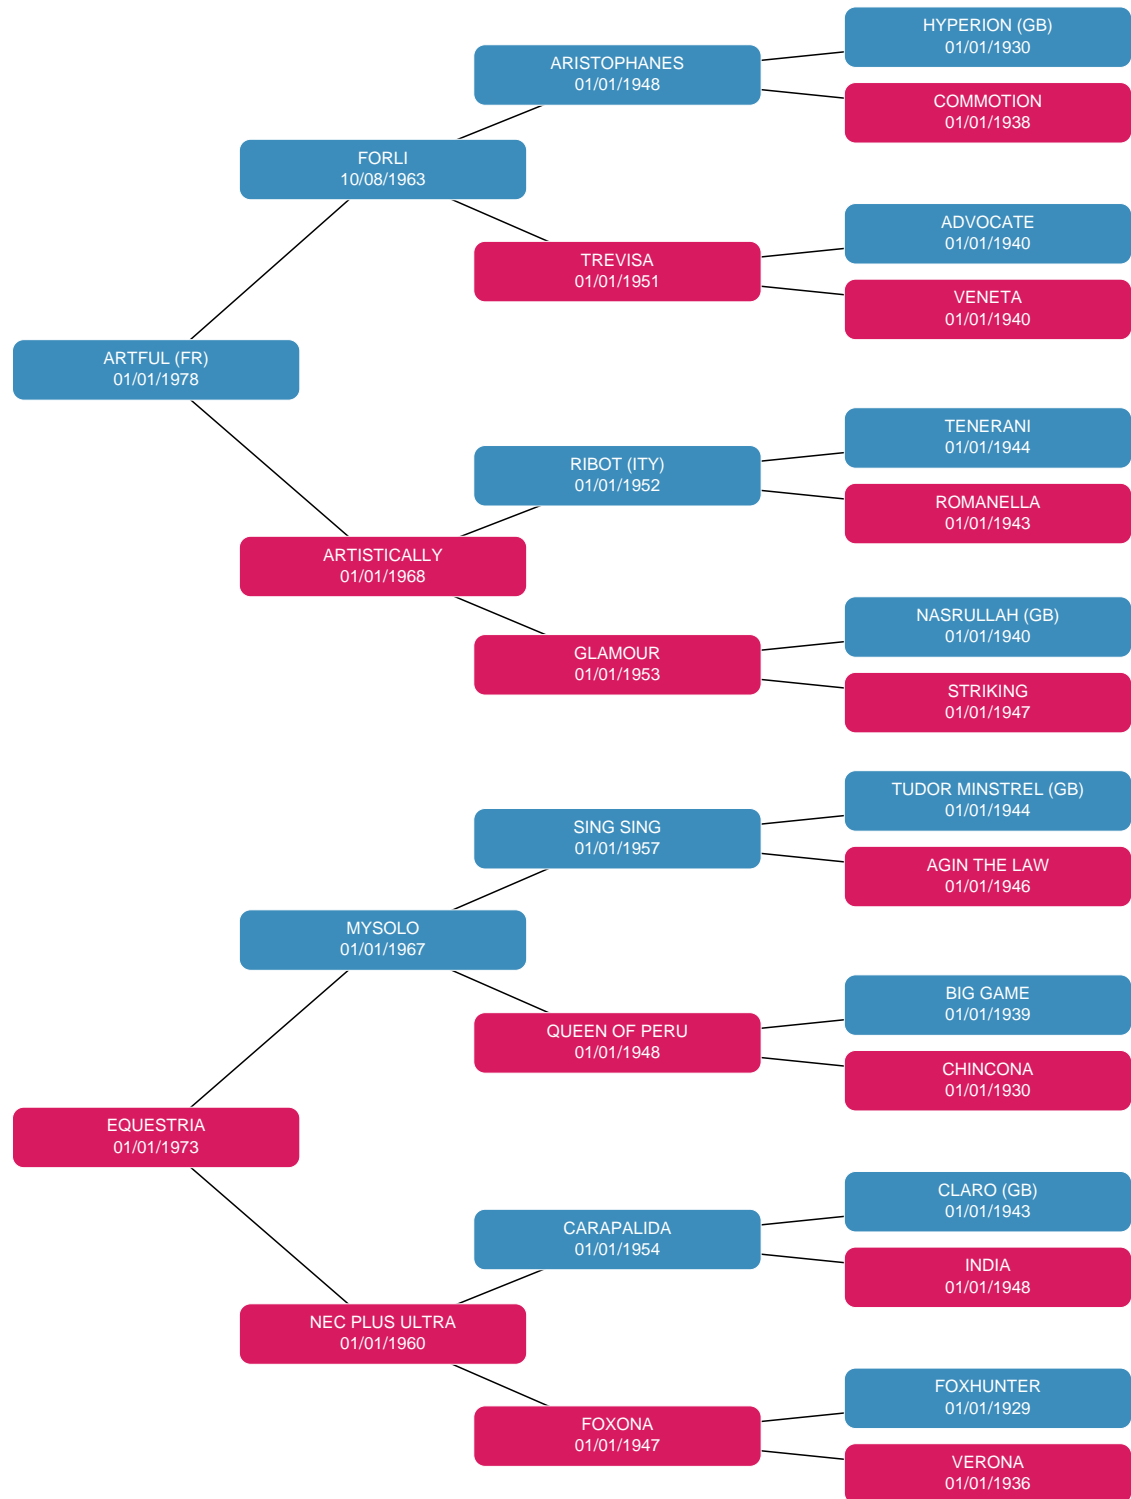 HYPERION (GB)
01/01/1930
ARISTOPHANES
01/01/1948
COMMOTION
01/01/1938
FORLI
10/08/1963
ADVOCATE
01/01/1940
TREVISA
01/01/1951
VENETA
01/01/1940
ARTFUL (FR)
01/01/1978
TENERANI
01/01/1944
RIBOT (ITY)
01/01/1952
ROMANELLA
01/01/1943
ARTISTICALLY
01/01/1968
NASRULLAH (GB)
01/01/1940
GLAMOUR
01/01/1953
STRIKING
01/01/1947
TUDOR MINSTREL (GB)
01/01/1944
SING SING
01/01/1957
AGIN THE LAW
01/01/1946
MYSOLO
01/01/1967
BIG GAME
01/01/1939
QUEEN OF PERU
01/01/1948
CHINCONA
01/01/1930
EQUESTRIA
01/01/1973
CLARO (GB)
01/01/1943
CARAPALIDA
01/01/1954
INDIA
01/01/1948
NEC PLUS ULTRA
01/01/1960
FOXHUNTER
01/01/1929
FOXONA
01/01/1947
VERONA
01/01/1936